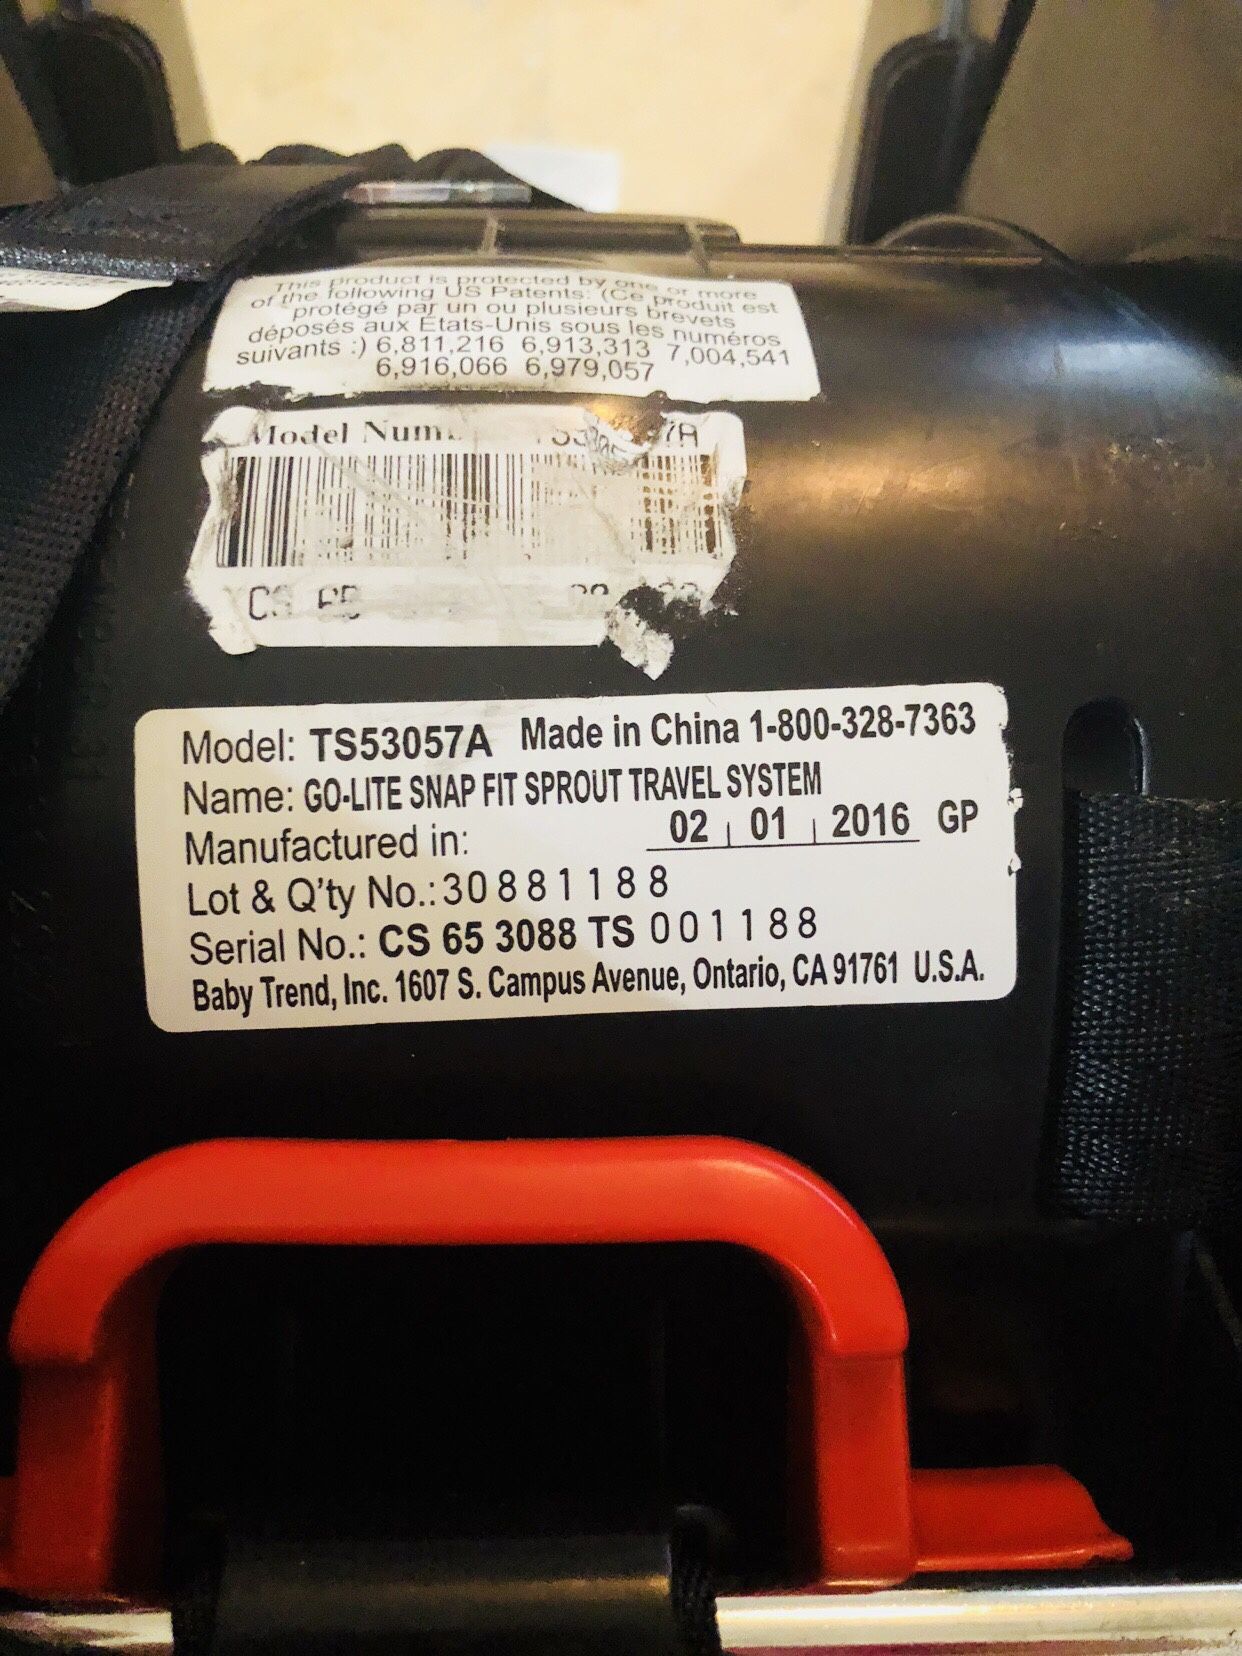 This product is protected by one or more
of the following US Patents: (Ce produit est
protégé par un ou plusieurs brevets
déposés aux États-Unis sous les numéros
suivants :) 6,811,216 6,913,313 7,004,541
6,916,066 6,979,057
Model
CS 65
Model: TS53057A Made in China 1-800-328-7363
Name: GO-LITE SNAP FIT SPROUT TRAVEL SYSTEM
Manufactured in: 02 01 2016 GP
Lot & Q'ty No.: 30881188
Serial No.: CS 65 3088 TS 001188
Baby Trend, Inc. 1607 S. Campus Avenue, Ontario, CA 91761 U.S.A.